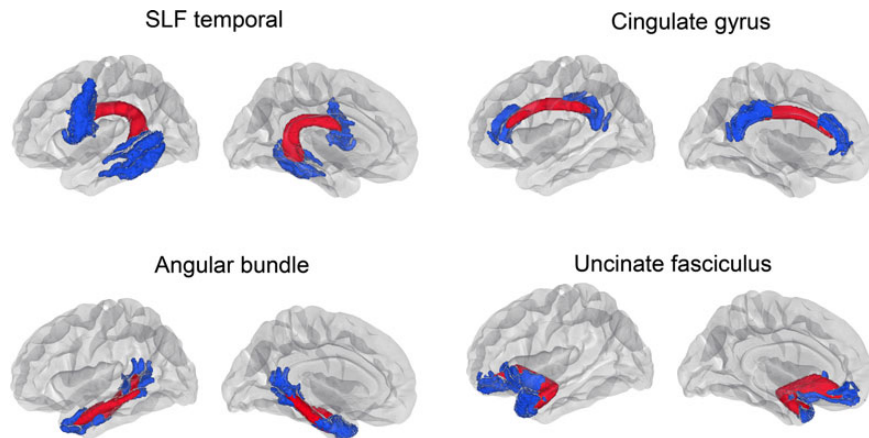 SLF temporal
Cingulate gyrus
Angular bundle
Uncinate fasciculus